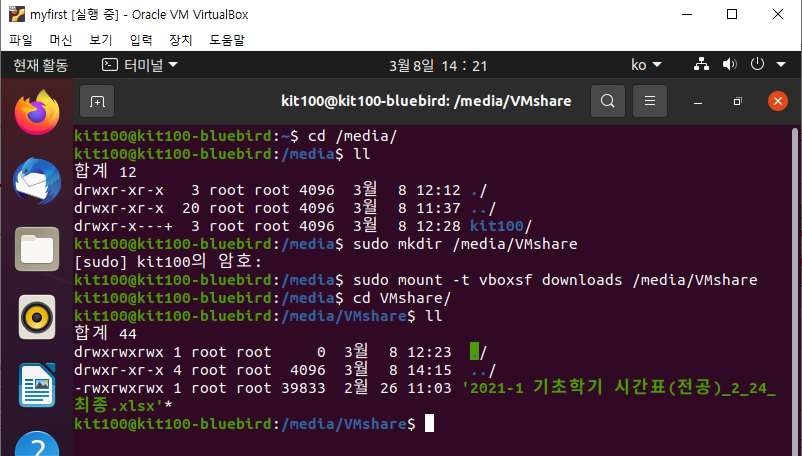 myfirst [실행 중] - Oracle VM VirtualBox
파일 머신 보기 입력 장치 도움말
현재 활동 터미널 3월 8일 14 : 21 ko
kit100@kit100-bluebird: /media/VMshare
kit100@kit100-bluebird:~$ cd /media/
kit100@kit100-bluebird:/media$ ll
합계 12
drwxr-xr-x 3 root root 4096 3월 8 12:12 ./
drwxr-xr-x 20 root root 4096 3월 8 11:37 ../
drwxr-x---+ 3 root root 4096 3월 8 12:28 kit100/
kit100@kit100-bluebird:/media$ sudo mkdir /media/VMshare
[sudo] kit100의 암호:
kit100@kit100-bluebird:/media$ sudo mount -t vboxsf downloads /media/VMshare
kit100@kit100-bluebird:/media$ cd VMshare/
kit100@kit100-bluebird:/media/VMshare$ ll
합계 44
drwxrwxrwx 1 root root 0 3월 8 12:23 ./
drwxr-xr-x 4 root root 4096 3월 8 14:15 ../
-rwxrwxrwx 1 root root 39833 2월 26 11:03 '2021-1 기초학기 시간표(전공)_2_24_
최종.xlsx'*
kit100@kit100-bluebird:/media/VMshare$